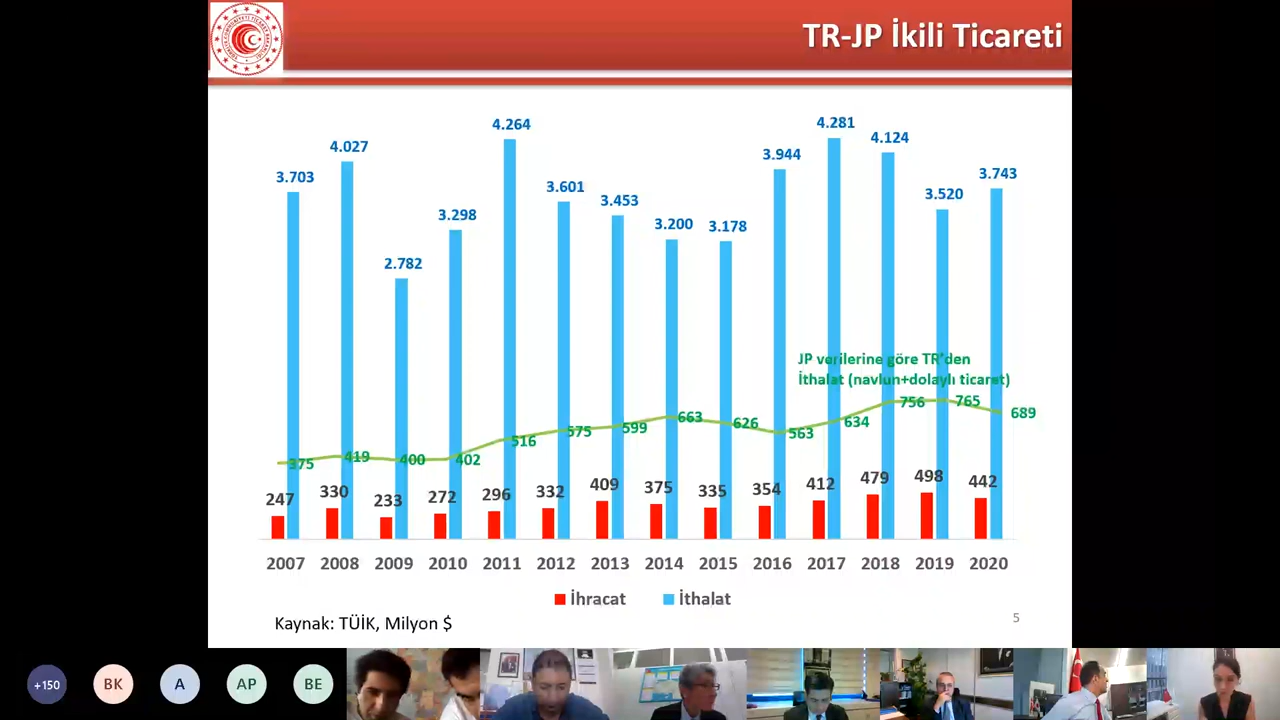 TR-JP İkili Ticareti
4.264
4.281
4.027
4.124
3.703
3.944
3.743
3.601
3.520
3.453
3.298
3.200
3.178
2.782
JP verilerine göre TR'den
İthalat (navlun+dolaylı ticaret)
375 419 400 402 516 575 599 663 626 563 634 756 765 689
247 330 233 272 296 332 409 375 335 354 412 479 498 442
2007 2008 2009 2010 2011 2012 2013 2014 2015 2016 2017 2018 2019 2020
İhracat İthalat
Kaynak: TÜİK, Milyon $
5
+150 BK A AP BE